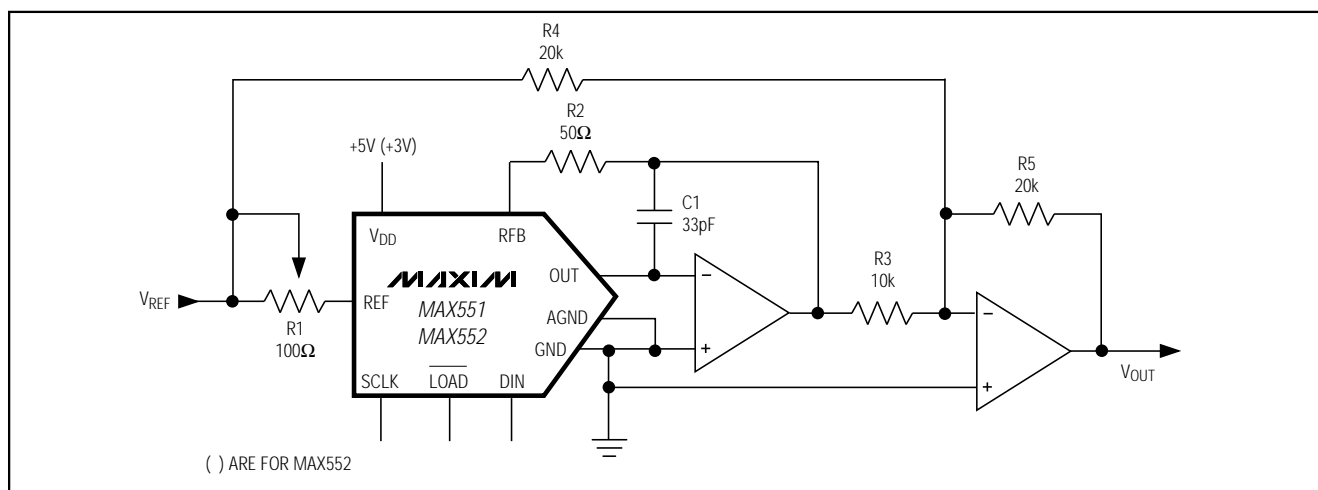 R4
20k
R2
50Ω
+5V (+3V)
R5
20k
C1
33pF
VDD
RFB
R3
10k
MAXIM
OUT
−
VREF
REF
MAX551
AGND
−
R1
MAX552
100Ω
GND
+
VOUT
SCLK
LOAD
DIN
+
( ) ARE FOR MAX552